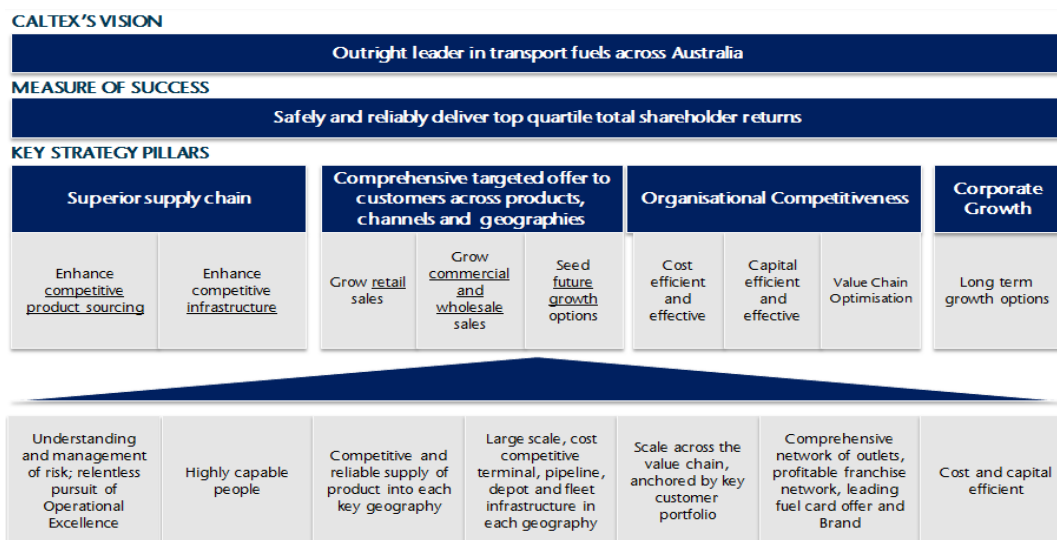 CALTEX'S VISION
Outright leader in transport fuels across Australia
MEASURE OF SUCCESS
Safely and reliably deliver top quartile total shareholder returns
KEY STRATEGY PILLARS
Superior supply chain
Comprehensive targeted offer to
customers across products,
channels and geographies
Organisational Competitiveness
Corporate
Growth
Enhance
competitive
product sourcing
Enhance
competitive
infrastructure
Grow retail
sales
Grow
commercial
and
wholesale
sales
Seed
future
growth
options
Cost
efficient
and
effective
Capital
efficient
and
effective
Value Chain
Optimisation
Long term
growth options
Understanding
and management
of risk; relentless
pursuit of
Operational
Excellence
Highly capable
people
Competitive and
reliable supply of
product into each
key geography
Large scale, cost
competitive
terminal, pipeline,
depot and fleet
infrastructure in
each geography
Scale across the
value chain,
anchored by key
customer
portfolio
Comprehensive
network of outlets,
profitable franchise
network, leading
fuel card offer and
Brand
Cost and capital
efficient